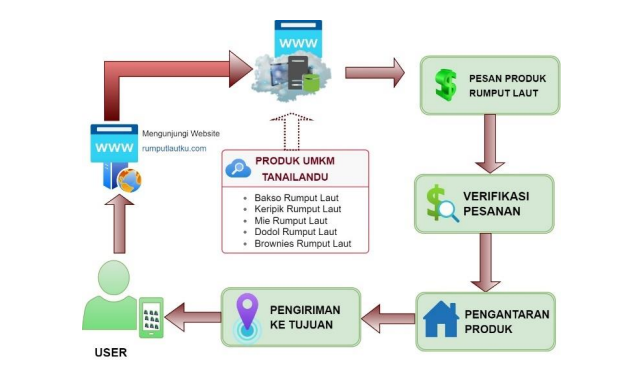 WWW
PESAN PRODUK
RUMPUT LAUT
Mengunjungi Website
rumputlautku.com
WWW
PRODUK UMKM
TANAILANDU
• Bakso Rumput Laut
• Keripik Rumput Laut
• Mie Rumput Laut
• Dodol Rumput Laut
• Brownies Rumput Laut
VERIFIKASI
PESANAN
PENGANTARAN
PRODUK
PENGIRIMAN
KE TUJUAN
USER